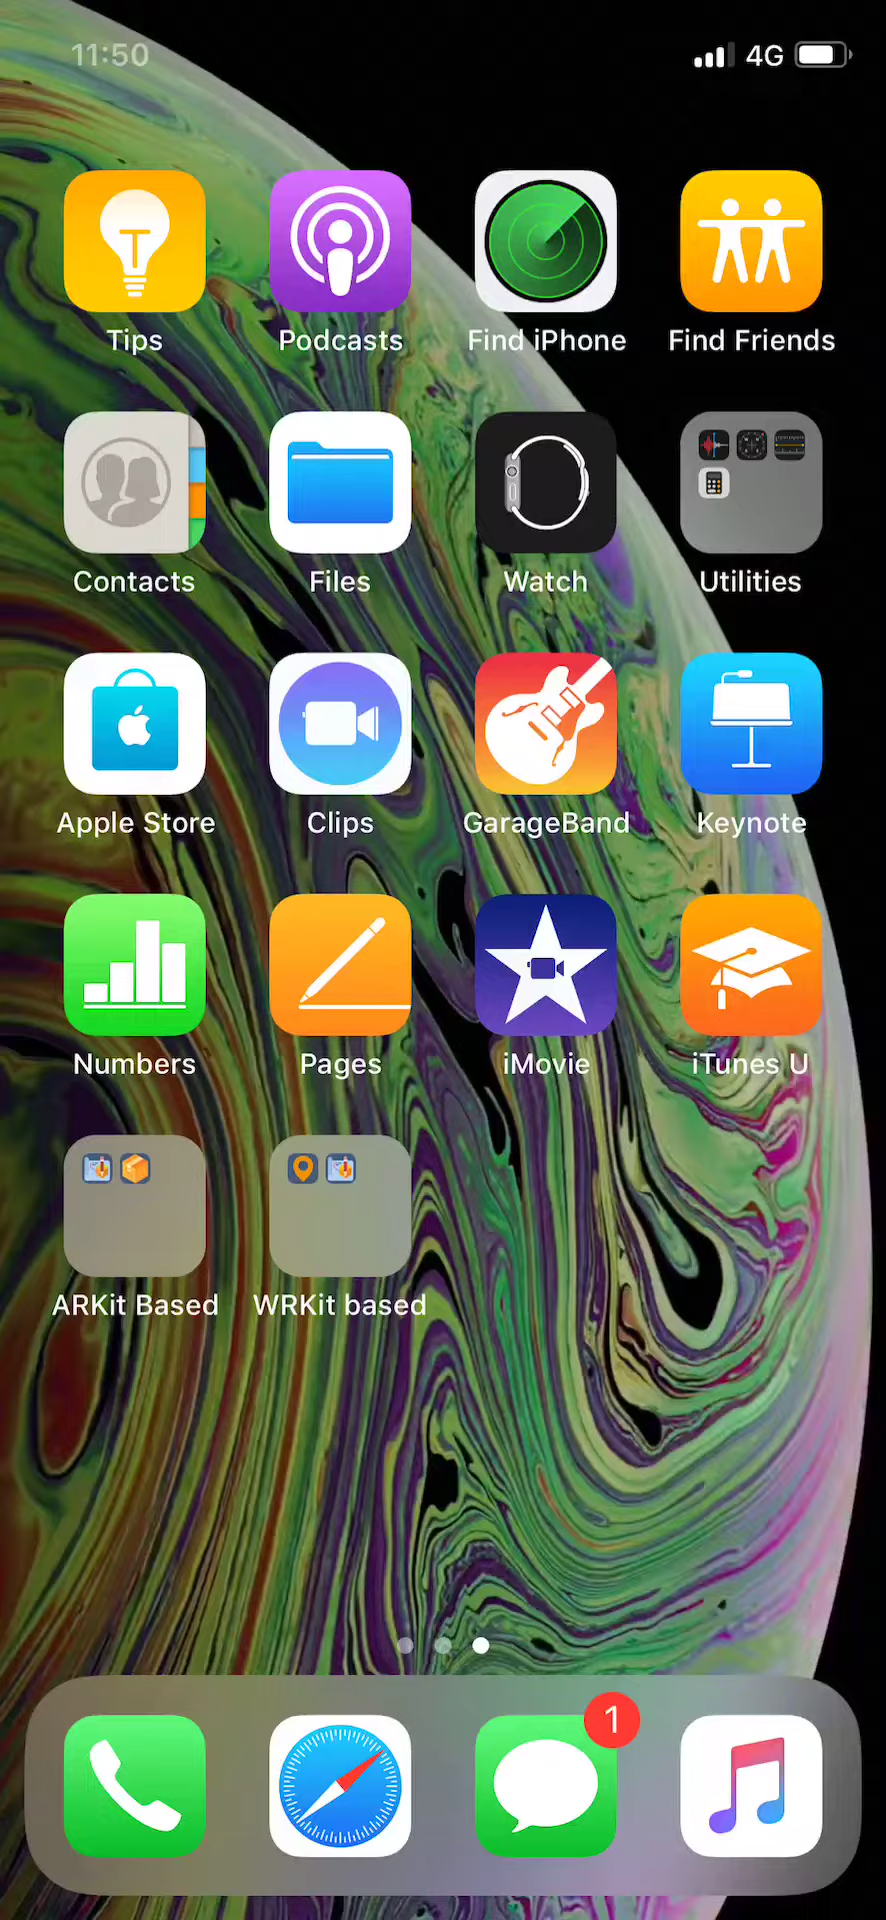 11:50 4G
Tips Podcasts Find iPhone Find Friends
Contacts Files Watch Utilities
Apple Store Clips GarageBand Keynote
Numbers Pages iMovie iTunes U
ARKit Based WRKit based
1